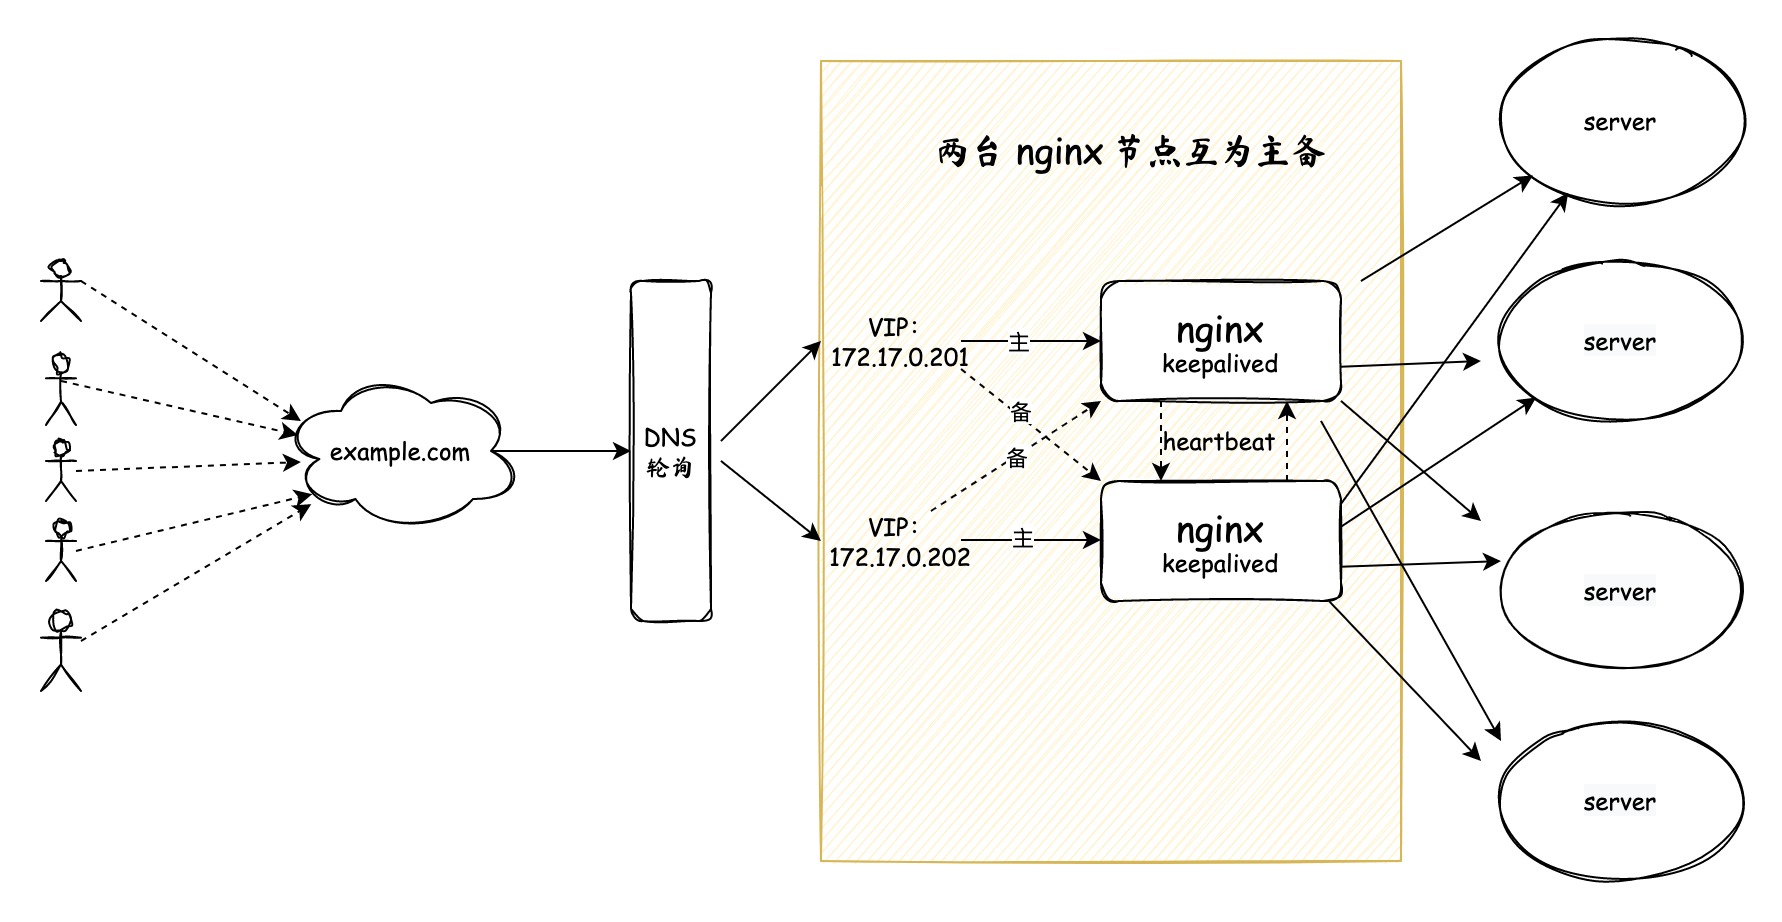 两台 nginx 节点互为主备
example.com
DNS
轮询
VIP:
172.17.0.201
主
备
备
VIP:
172.17.0.202
主
nginx
keepalived
heartbeat
nginx
keepalived
server
server
server
server